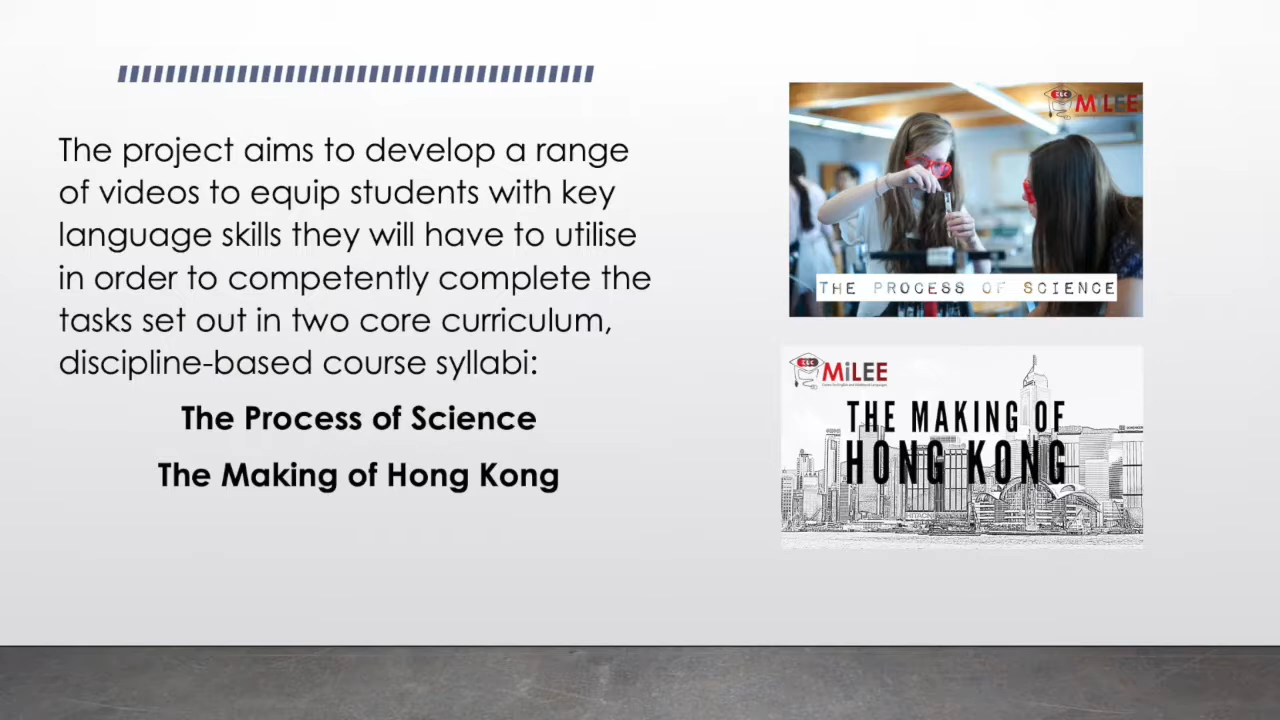 The project aims to develop a range
of videos to equip students with key
language skills they will have to utilise
in order to competently complete the
tasks set out in two core curriculum,
discipline-based course syllabi:
The Process of Science
The Making of Hong Kong
CLC
MiLEE
THE PROCESS OF SCIENCE
CLC
MiLEE
THE MAKING OF
HONG KONG
HITACHI